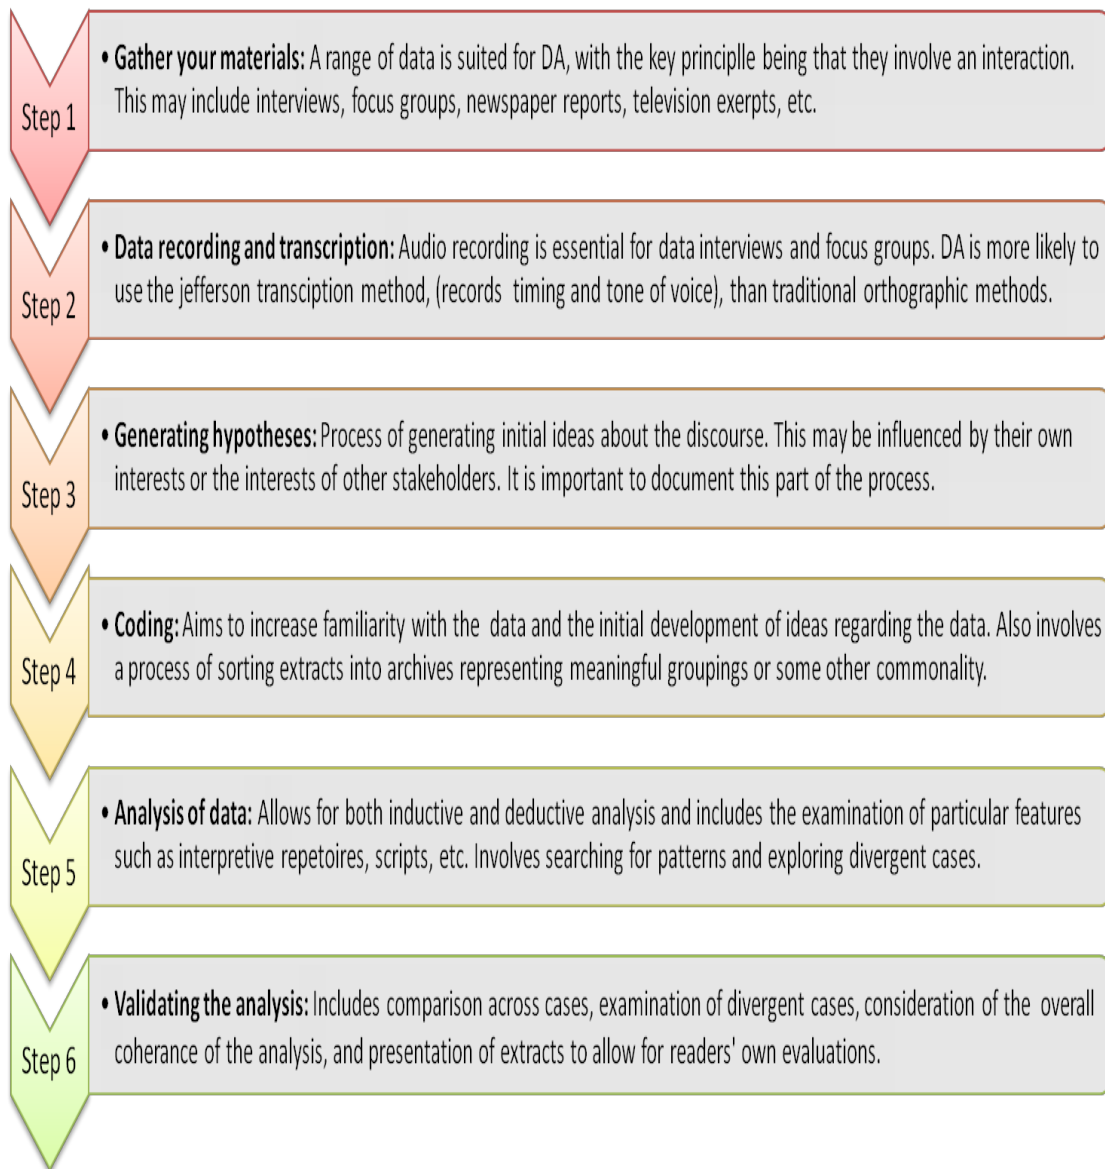 Step 1
• Gather your materials: A range of data is suited for DA, with the key principlle being that they involve an interaction.
This may include interviews, focus groups, newspaper reports, television exerpts, etc.
Step 2
• Data recording and transcription: Audio recording is essential for data interviews and focus groups. DA is more likely to
use the jefferson transciption method, (records timing and tone of voice), than traditional orthographic methods.
Step 3
• Generating hypotheses: Process of generating initial ideas about the discourse. This may be influenced by their own
interests or the interests of other stakeholders. It is important to document this part of the process.
Step 4
• Coding: Aims to increase familiarity with the data and the initial development of ideas regarding the data. Also involves
a process of sorting extracts into archives representing meaningful groupings or some other commonality.
Step 5
• Analysis of data: Allows for both inductive and deductive analysis and includes the examination of particular features
such as interpretive repetoires, scripts, etc. Involves searching for patterns and exploring divergent cases.
Step 6
• Validating the analysis: Includes comparison across cases, examination of divergent cases, consideration of the overall
coherence of the analysis, and presentation of extracts to allow for readers' own evaluations.